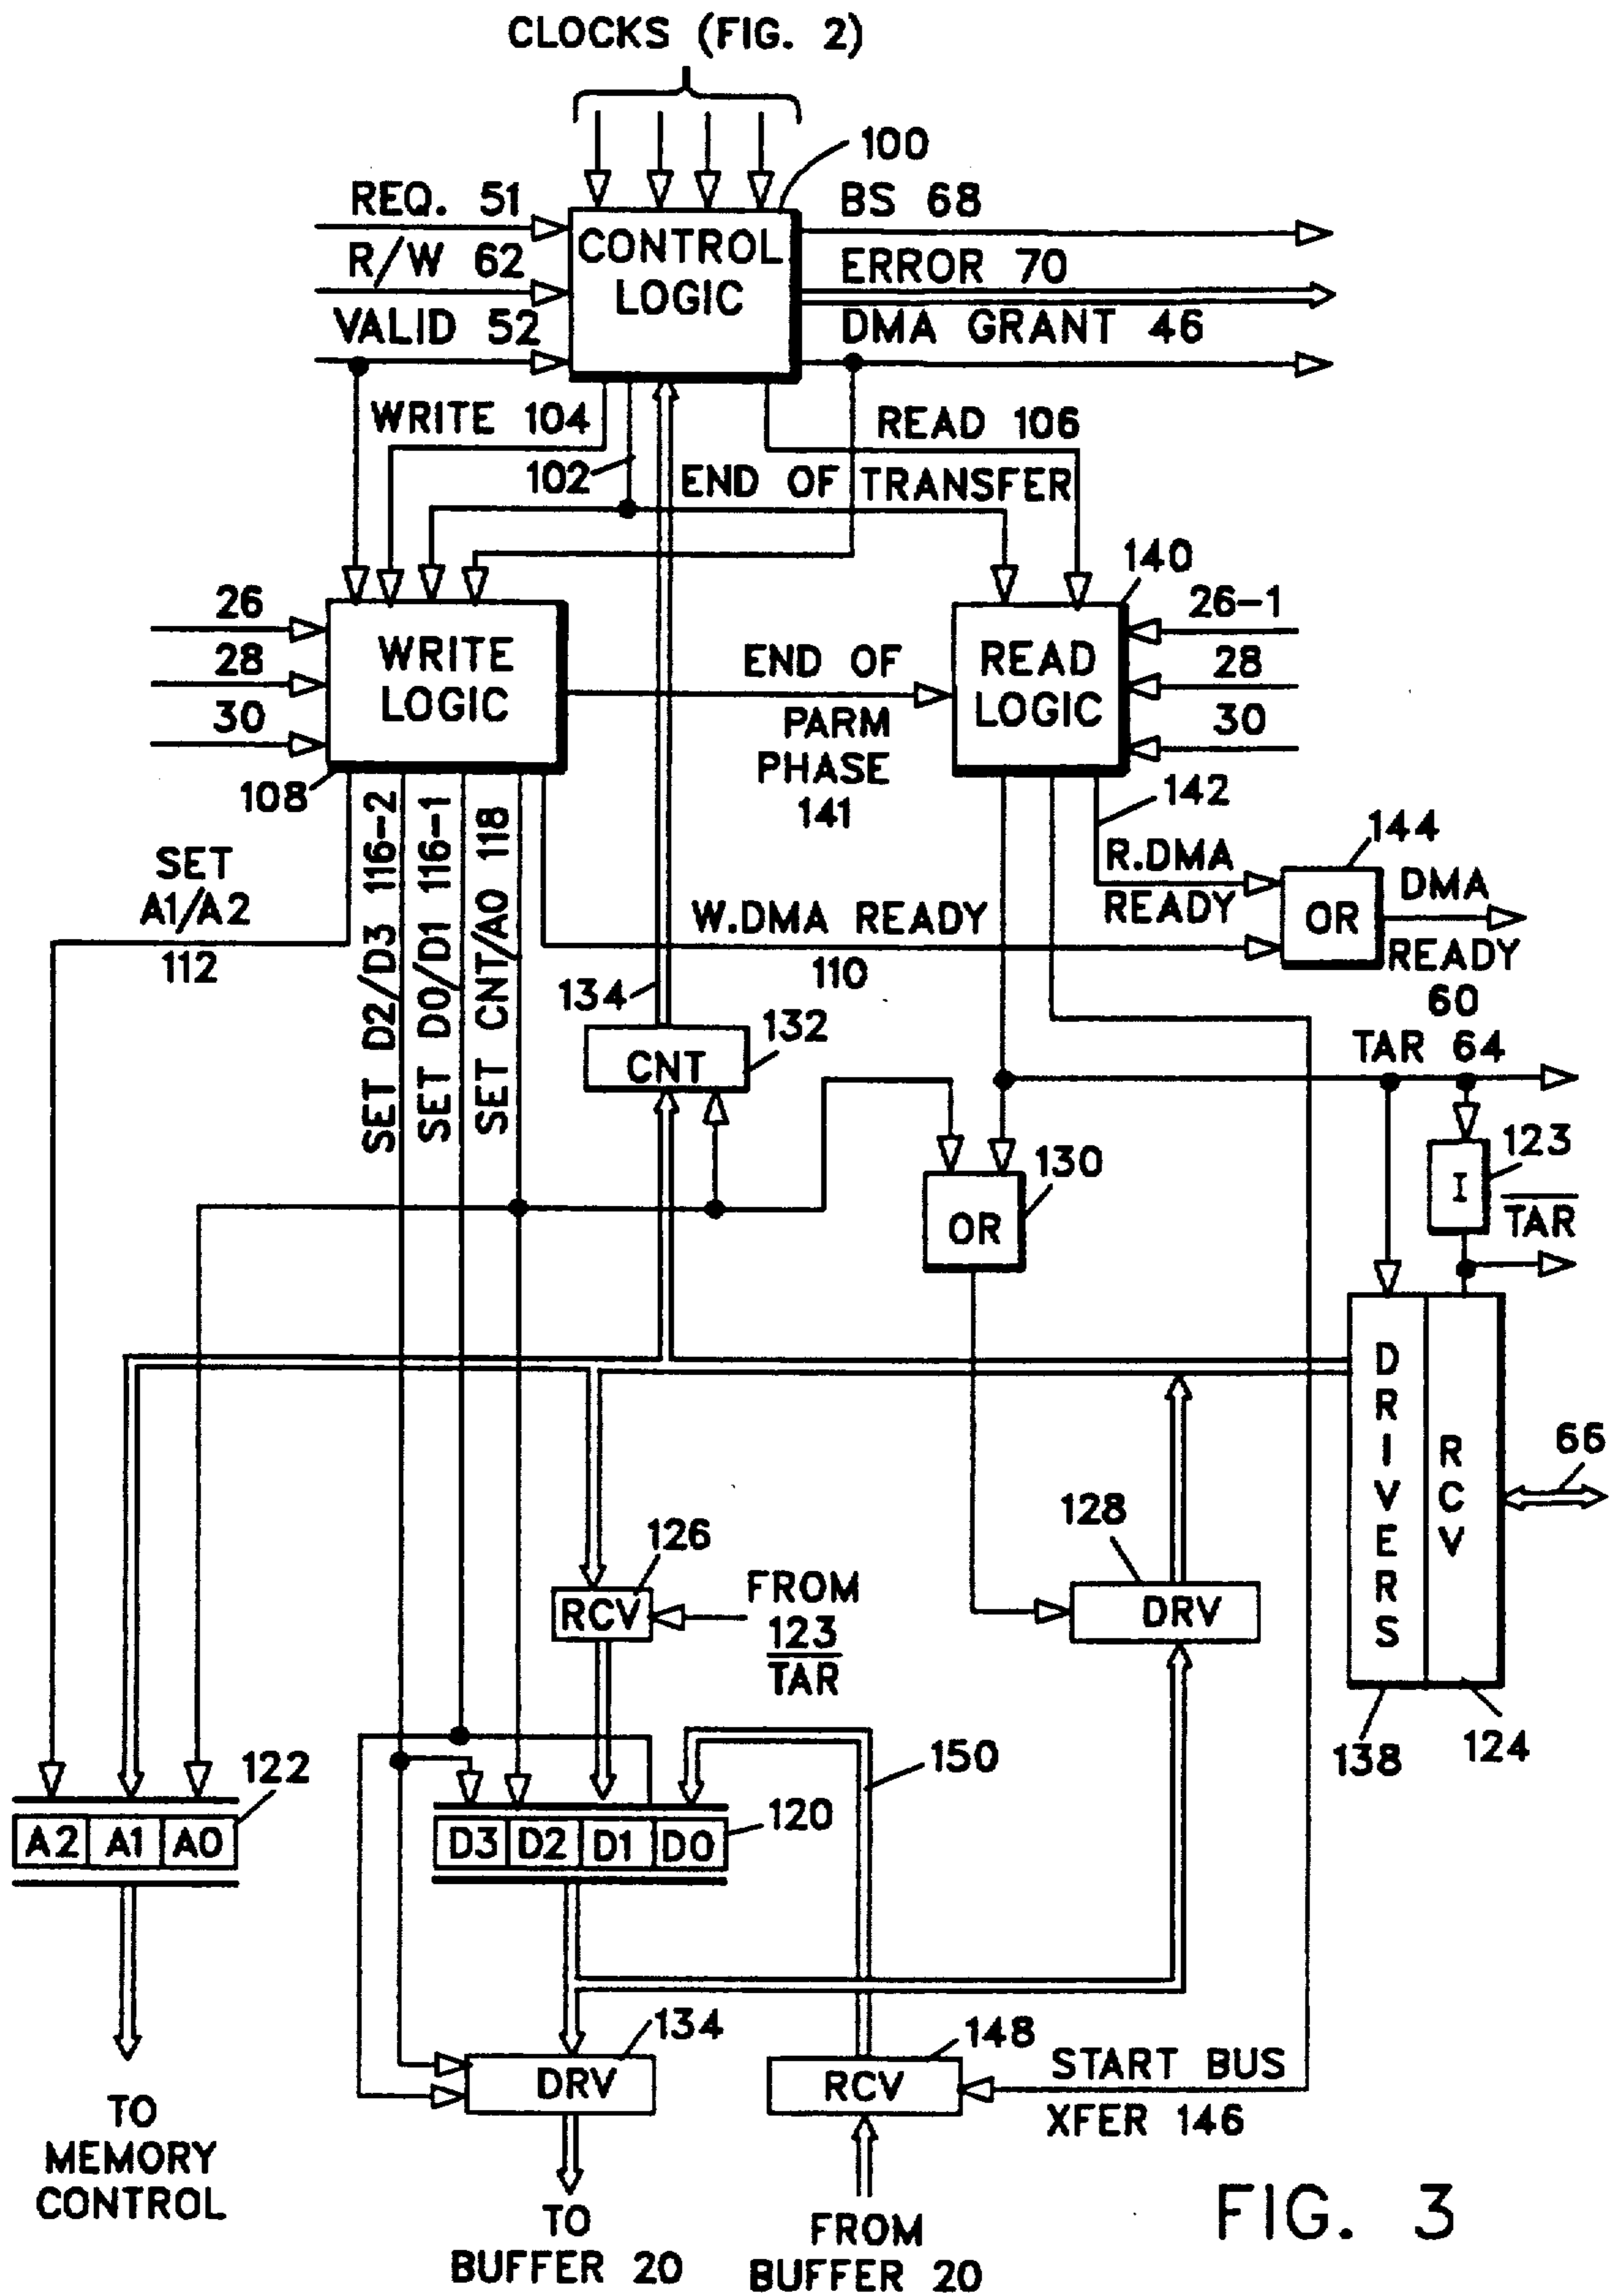 CLOCKS (FIG. 2)
100
REQ. 51
R/W 62
VALID 52
CONTROL
LOGIC
BS 68
ERROR 70
DMA GRANT 46
WRITE 104
READ 106
102
END OF TRANSFER
140
26
28
30
WRITE
LOGIC
END OF
PARM
PHASE
141
READ
LOGIC
26-1
28
30
108
142
144
SET
A1/A2
112
SET D2/D3 116-2
SET D0/D1 116-1
SET CNT/A0 118
R.DMA
READY
OR
DMA
READY
60
W.DMA READY
110
134
132
CNT
TAR 64
130
OR
123
I
TAR
DRIVERS
RCV
66
126
RCV
FROM
123
TAR
128
DRV
138
124
150
122
A2
A1
A0
120
D3
D2
D1
D0
134
DRV
148
RCV
START BUS
XFER 146
TO
MEMORY
CONTROL
TO
BUFFER 20
FROM
BUFFER 20
FIG. 3